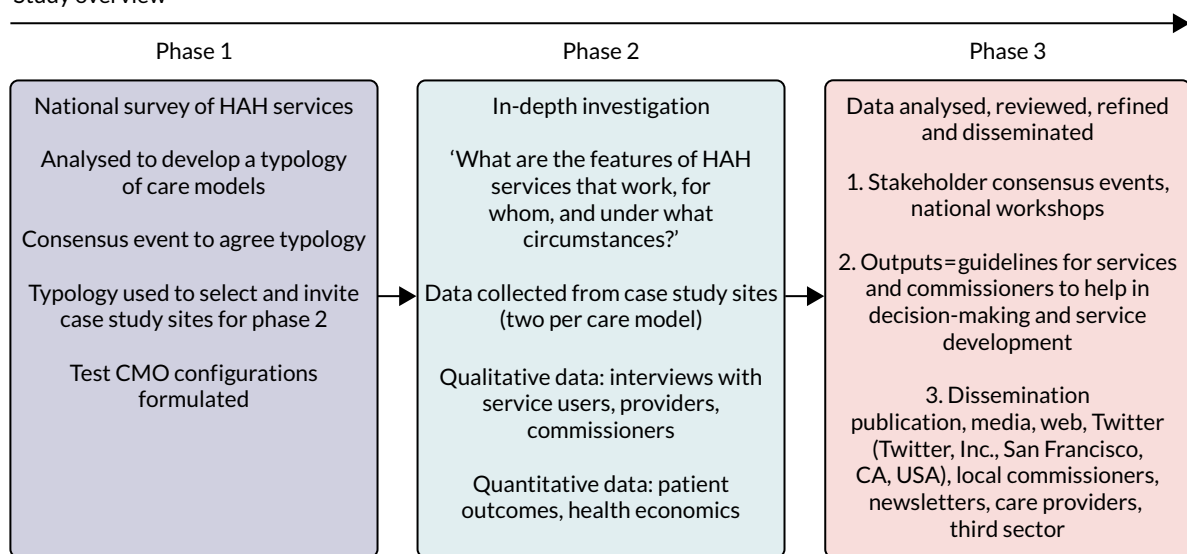 Study overview
Phase 1
National survey of HAH services
Analysed to develop a typology
of care models
Consensus event to agree typology
Typology used to select and invite
case study sites for phase 2
Test CMO configurations
formulated
Phase 2
In-depth investigation
‘What are the features of HAH
services that work, for
whom, and under what
circumstances?’
Data collected from case study sites
(two per care model)
Qualitative data: interviews with
service users, providers,
commissioners
Quantitative data: patient
outcomes, health economics
Phase 3
Data analysed, reviewed, refined
and disseminated
1. Stakeholder consensus events,
national workshops
2. Outputs=guidelines for services
and commissioners to help in
decision-making and service
development
3. Dissemination
publication, media, web, Twitter
(Twitter, Inc., San Francisco,
CA, USA), local commissioners,
newsletters, care providers,
third sector